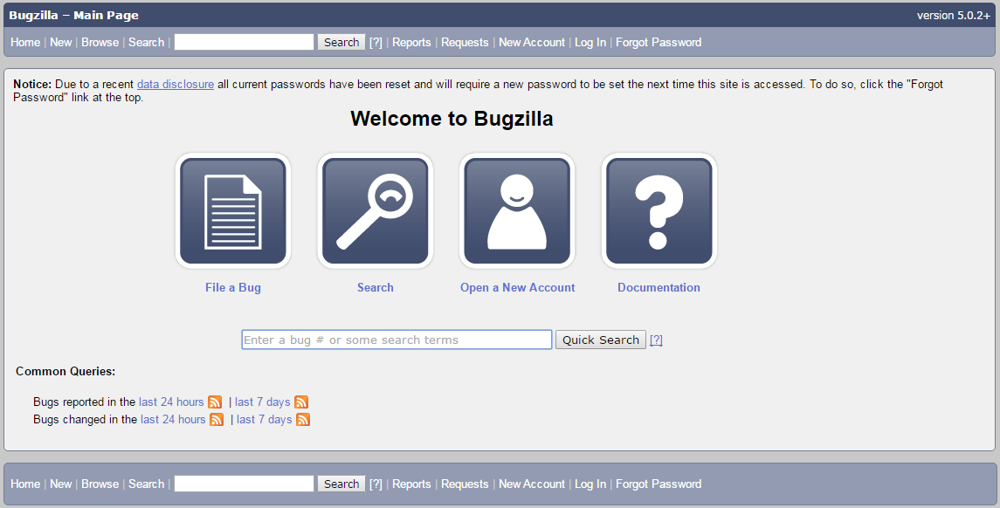 Bugzilla – Main Page version 5.0.2+
Home | New | Browse | Search | Search [?] | Reports | Requests | New Account | Log In | Forgot Password
Notice: Due to a recent data disclosure all current passwords have been reset and will require a new password to be set the next time this site is accessed. To do so, click the "Forgot
Password" link at the top.
Welcome to Bugzilla
File a Bug Search Open a New Account Documentation
Enter a bug # or some search terms Quick Search [?]
Common Queries:
Bugs reported in the last 24 hours | last 7 days
Bugs changed in the last 24 hours | last 7 days
Home | New | Browse | Search | Search [?] | Reports | Requests | New Account | Log In | Forgot Password